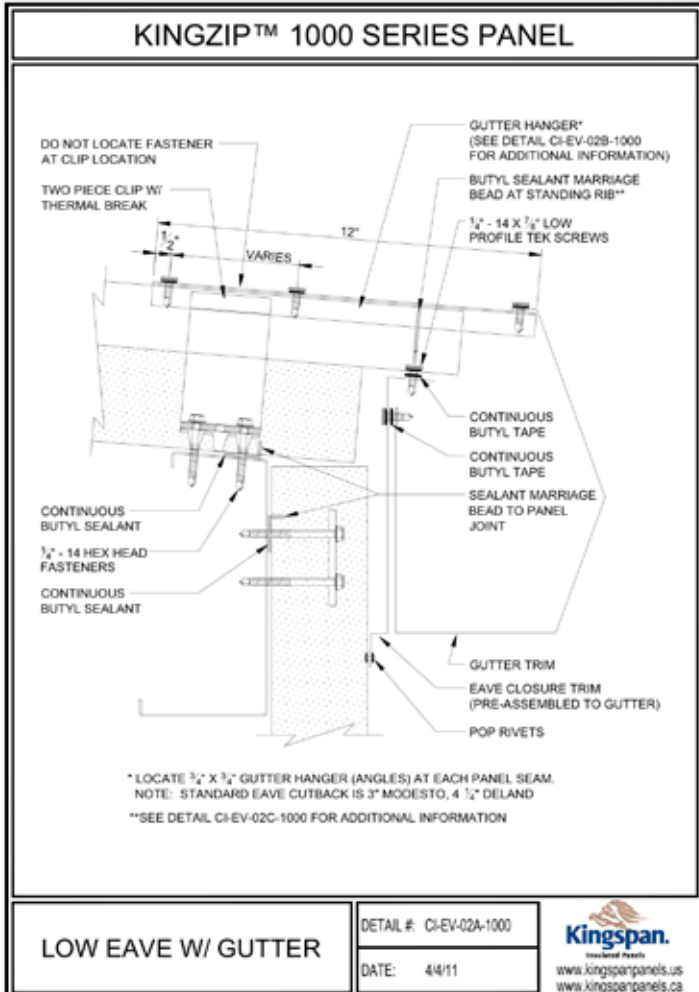 KINGZIP™ 1000 SERIES PANEL
DO NOT LOCATE FASTENER
AT CLIP LOCATION
TWO PIECE CLIP W/
THERMAL BREAK
GUTTER HANGER*
(SEE DETAIL CI-EV-02B-1000
FOR ADDITIONAL INFORMATION)
BUTYL SEALANT MARRIAGE
BEAD AT STANDING RIB**
1/4" - 14 X 7/8" LOW
PROFILE TEK SCREWS
1/2"
VARIES
12"
CONTINUOUS
BUTYL TAPE
CONTINUOUS
BUTYL TAPE
SEALANT MARRIAGE
BEAD TO PANEL
JOINT
CONTINUOUS
BUTYL SEALANT
1/4" - 14 HEX HEAD
FASTENERS
CONTINUOUS
BUTYL SEALANT
GUTTER TRIM
EAVE CLOSURE TRIM
(PRE-ASSEMBLED TO GUTTER)
POP RIVETS
* LOCATE 3/4" X 3/4" GUTTER HANGER (ANGLES) AT EACH PANEL SEAM.
NOTE: STANDARD EAVE CUTBACK IS 3" MODESTO, 4 1/4" DELAND
**SEE DETAIL CI-EV-02C-1000 FOR ADDITIONAL INFORMATION
LOW EAVE W/ GUTTER
DETAIL #: CI-EV-02A-1000
DATE: 4/4/11
Kingspan.
Insulated Panels
www.kingspanpanels.us
www.kingspanpanels.ca